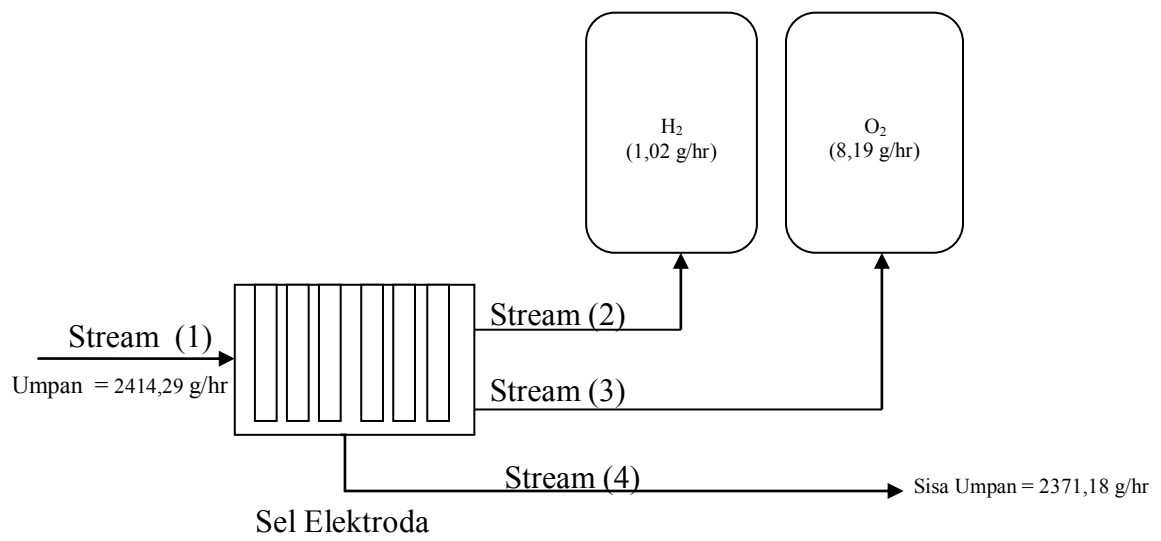 H₂
(1,02 g/hr)
O₂
(8,19 g/hr)
Stream (2)
Stream (1)
Umpan = 2414,29 g/hr
Stream (3)
Stream (4)
Sisa Umpan = 2371,18 g/hr
Sel Elektroda